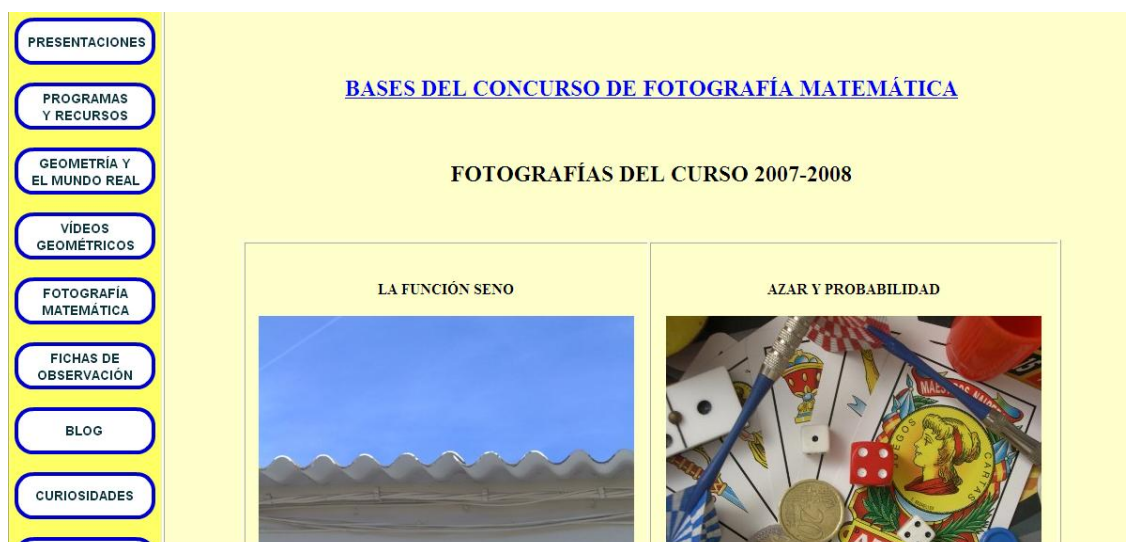 PRESENTACIONES
PROGRAMAS
Y RECURSOS
GEOMETRÍA Y
EL MUNDO REAL
VÍDEOS
GEOMÉTRICOS
FOTOGRAFÍA
MATEMÁTICA
FICHAS DE
OBSERVACIÓN
BLOG
CURIOSIDADES
BASES DEL CONCURSO DE FOTOGRAFÍA MATEMÁTICA
FOTOGRAFÍAS DEL CURSO 2007-2008
LA FUNCIÓN SENO
AZAR Y PROBABILIDAD